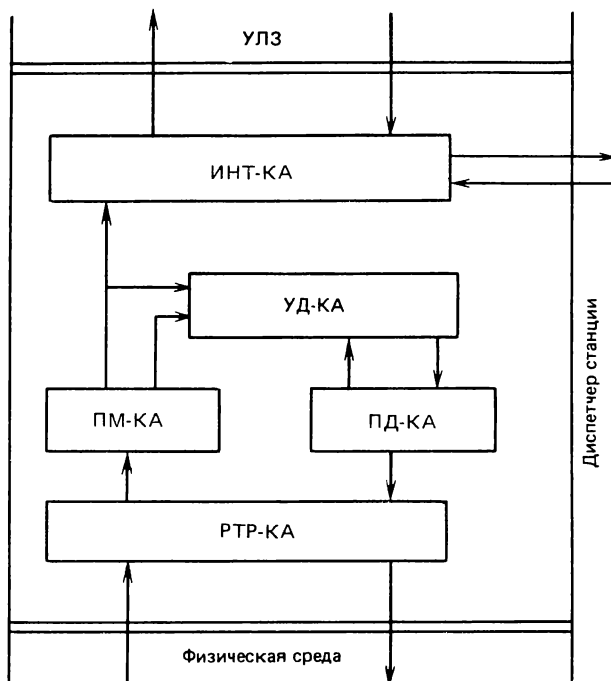 УЛЗ
ИНТ-КА
УД-КА
ПМ-КА
ПД-КА
РТР-КА
Физическая среда
Диспетчер станции